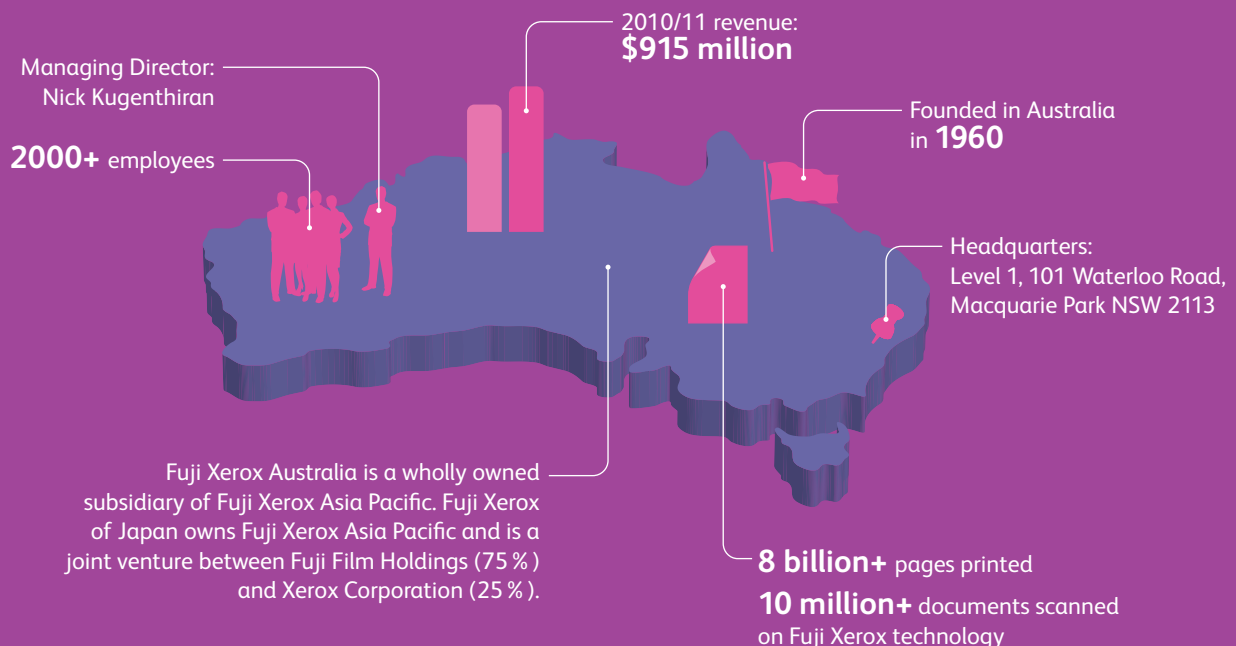 2010/11 revenue:
$915 million
Managing Director:
Nick Kugenthiran
2000+ employees
Founded in Australia
in 1960
Headquarters:
Level 1, 101 Waterloo Road,
Macquarie Park NSW 2113
Fuji Xerox Australia is a wholly owned
subsidiary of Fuji Xerox Asia Pacific. Fuji Xerox
of Japan owns Fuji Xerox Asia Pacific and is a
joint venture between Fuji Film Holdings (75 %)
and Xerox Corporation (25 %).
8 billion+ pages printed
10 million+ documents scanned
on Fuji Xerox technology